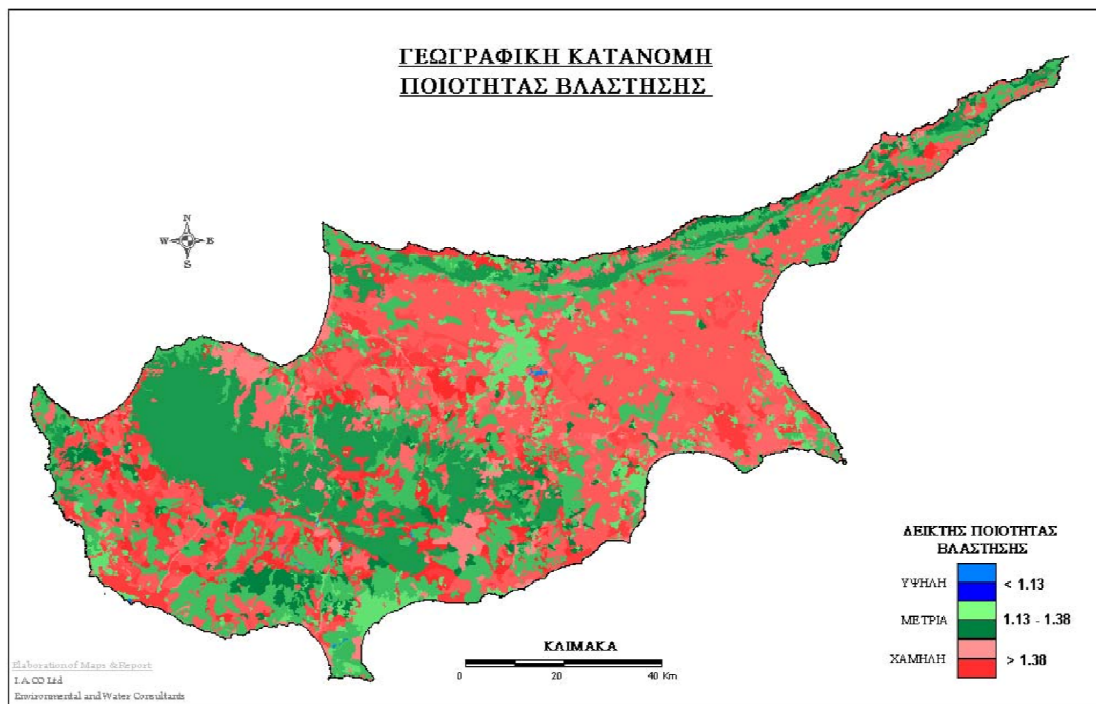 ΓΕΩΓΡΑΦΙΚΗ ΚΑΤΑΝΟΜΗ
ΠΟΙΟΤΗΤΑΣ ΒΛΑΣΤΗΣΗΣ
N
W E
S
ΔΕΙΚΤΗΣ ΠΟΙΟΤΗΤΑΣ
ΒΛΑΣΤΗΣΗΣ
ΥΨΗΛΗ < 1.13
ΜΕΤΡΙΑ 1.13 - 1.38
ΧΑΜΗΛΗ > 1.38
ΚΛΙΜΑΚΑ
0 20 40 Km
Elaboration of Maps & Report:
I.A.CO Ltd
Environmental and Water Consultants